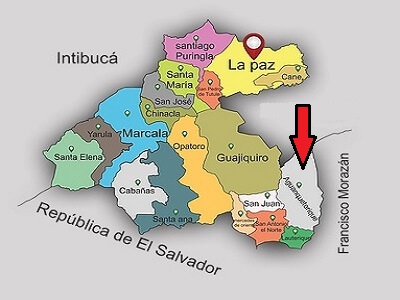 santiago
Puringla
Intibucá
La paz
Cane
Santa
María
San Pedro
de Tutule
San José
Chinacla
Yarula
Marcala
Opatoro
Guajiquiro
Santa Elena
Cabañas
Aguanqueterique
San Juan
Santa ana
Mercedes
de oriente
San Antonio
el Norte
Lauterique
República de El Salvador
Francisco Morazán